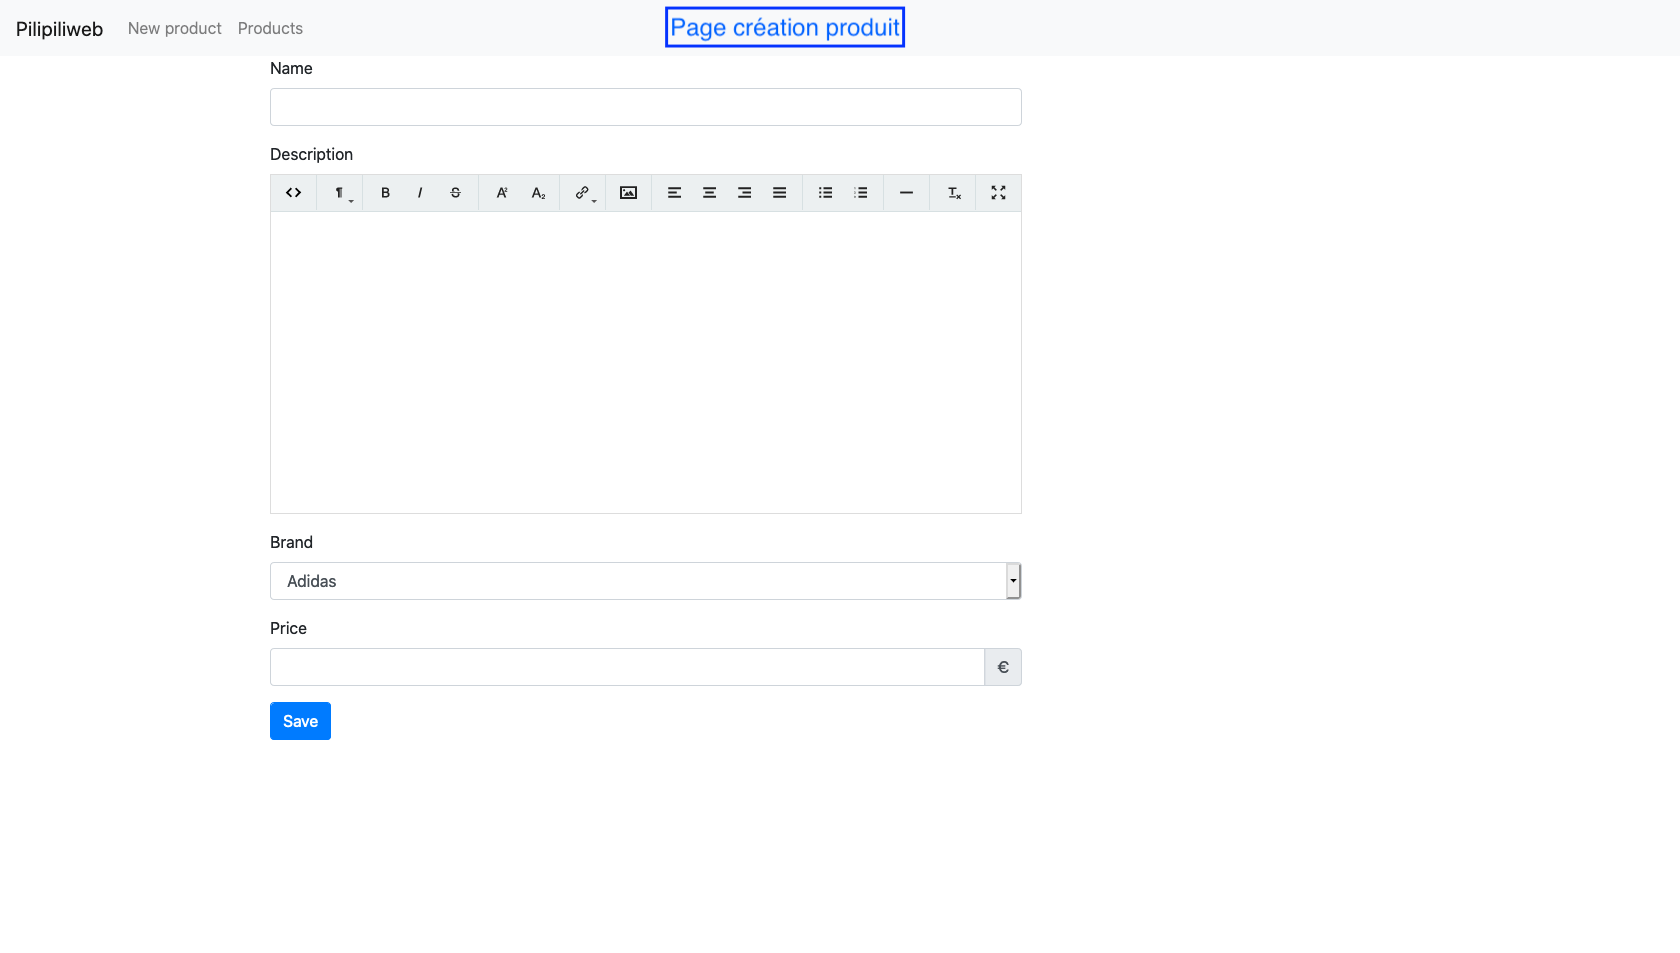 Pilipiliweb New product Products Page création produit
Name
Description
Brand
Adidas
Price
€
Save